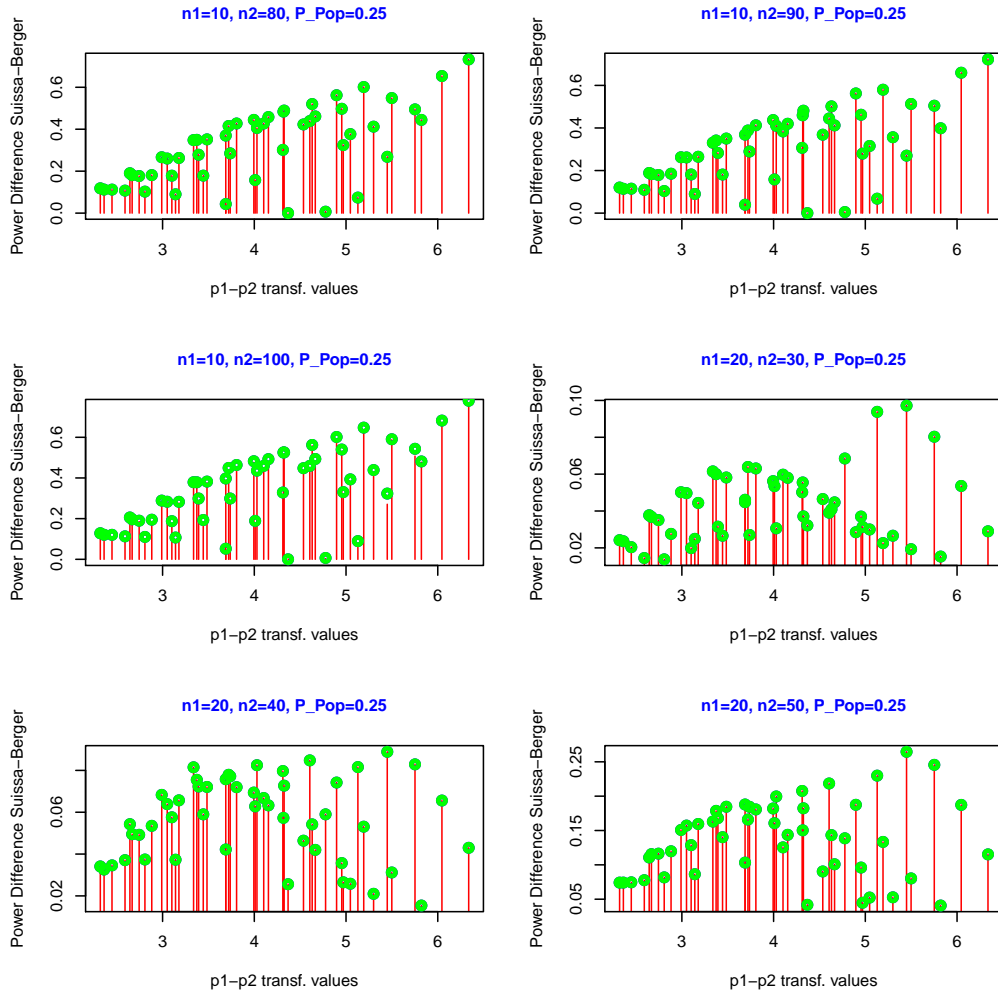 n1=10, n2=80, P_Pop=0.25
Power Difference Suissa−Berger
0.0 0.2 0.4 0.6
3 4 5 6
p1−p2 transf. values
n1=10, n2=90, P_Pop=0.25
Power Difference Suissa−Berger
0.0 0.2 0.4 0.6
3 4 5 6
p1−p2 transf. values
n1=10, n2=100, P_Pop=0.25
Power Difference Suissa−Berger
0.0 0.2 0.4 0.6
3 4 5 6
p1−p2 transf. values
n1=20, n2=30, P_Pop=0.25
Power Difference Suissa−Berger
0.02 0.06 0.10
3 4 5 6
p1−p2 transf. values
n1=20, n2=40, P_Pop=0.25
Power Difference Suissa−Berger
0.02 0.06
3 4 5 6
p1−p2 transf. values
n1=20, n2=50, P_Pop=0.25
Power Difference Suissa−Berger
0.05 0.15 0.25
3 4 5 6
p1−p2 transf. values